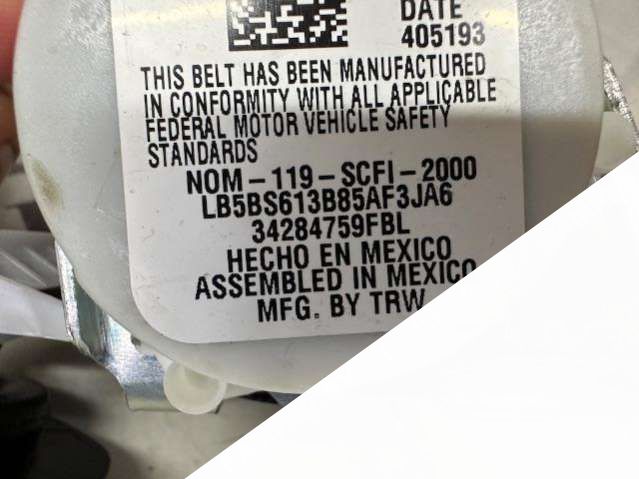 DATE
405193
THIS BELT HAS BEEN MANUFACTURED
IN CONFORMITY WITH ALL APPLICABLE
FEDERAL MOTOR VEHICLE SAFETY
STANDARDS
NOM-119-SCFI-2000
LB5BS613B85AF3JA6
34284759FBL
HECHO EN MEXICO
ASSEMBLED IN MEXICO
MFG. BY TRW